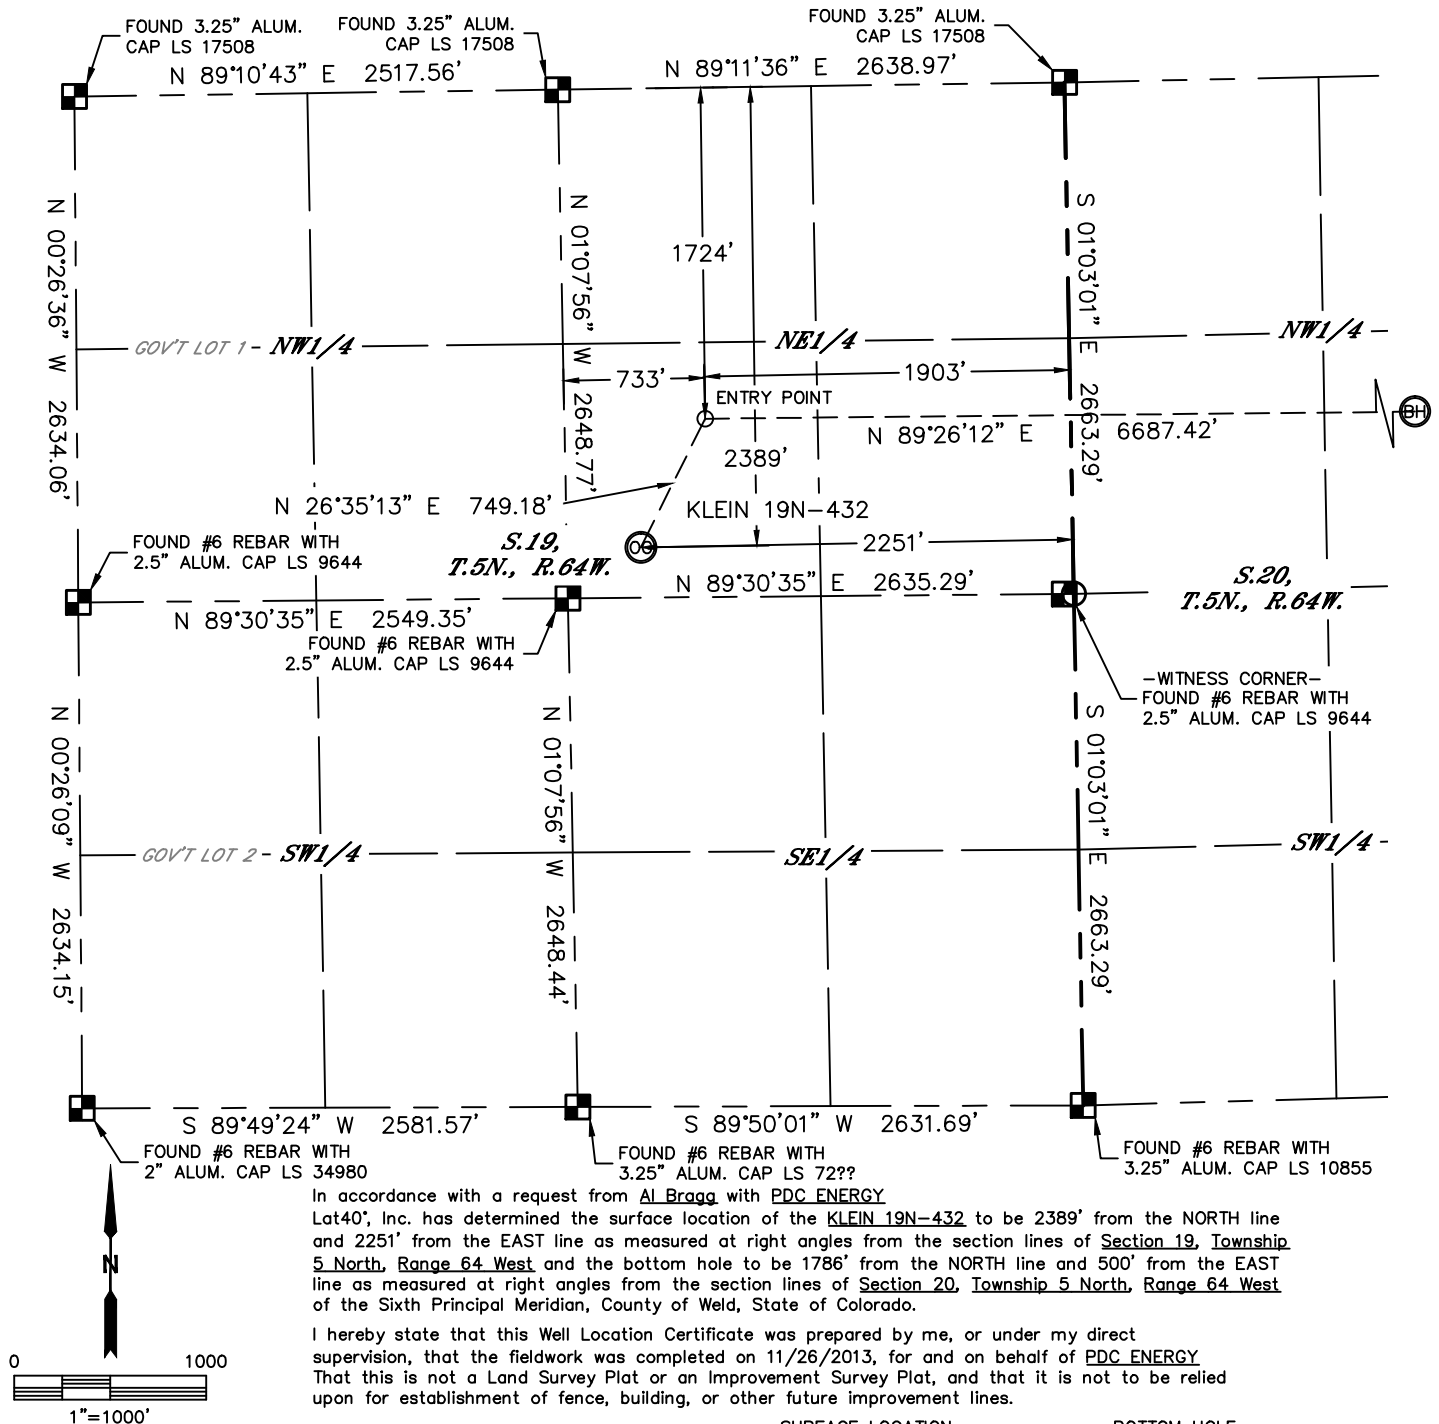 FOUND 3.25" ALUM.
CAP LS 17508
FOUND 3.25" ALUM.
CAP LS 17508
FOUND 3.25" ALUM.
CAP LS 17508
N 89°10'43" E 2517.56'
N 89°11'36" E 2638.97'
N 00°26'36" W 2634.06'
N 01°07'56" W 2648.77'
S 01°03'01" E 2663.29'
1724'
GOV'T LOT 1 - NW1/4
NE1/4
NW1/4
733'
1903'
ENTRY POINT
BH
N 89°26'12" E 6687.42'
2389'
N 26°35'13" E 749.18'
KLEIN 19N-432
OG
2251'
FOUND #6 REBAR WITH
2.5" ALUM. CAP LS 9644
S.19,
T.5N., R.64W.
S.20,
T.5N., R.64W.
N 89°30'35" E 2635.29'
N 89°30'35" E 2549.35'
FOUND #6 REBAR WITH
2.5" ALUM. CAP LS 9644
-WITNESS CORNER-
FOUND #6 REBAR WITH
2.5" ALUM. CAP LS 9644
N 00°26'09" W 2634.15'
N 01°07'56" W 2648.44'
S 01°03'01" E 2663.29'
GOV'T LOT 2 - SW1/4
SE1/4
SW1/4
S 89°49'24" W 2581.57'
S 89°50'01" W 2631.69'
FOUND #6 REBAR WITH
2" ALUM. CAP LS 34980
FOUND #6 REBAR WITH
3.25" ALUM. CAP LS 72??
FOUND #6 REBAR WITH
3.25" ALUM. CAP LS 10855
In accordance with a request from Al Bragg with PDC ENERGY
Lat40°, Inc. has determined the surface location of the KLEIN 19N-432 to be 2389' from the NORTH line
and 2251' from the EAST line as measured at right angles from the section lines of Section 19, Township
5 North, Range 64 West and the bottom hole to be 1786' from the NORTH line and 500' from the EAST
line as measured at right angles from the section lines of Section 20, Township 5 North, Range 64 West
of the Sixth Principal Meridian, County of Weld, State of Colorado.
I hereby state that this Well Location Certificate was prepared by me, or under my direct
supervision, that the fieldwork was completed on 11/26/2013, for and on behalf of PDC ENERGY
That this is not a Land Survey Plat or an Improvement Survey Plat, and that it is not to be relied
upon for establishment of fence, building, or other future improvement lines.
N
0 1000
1"=1000'
SURFACE LOCATION BOTTOM HOLE